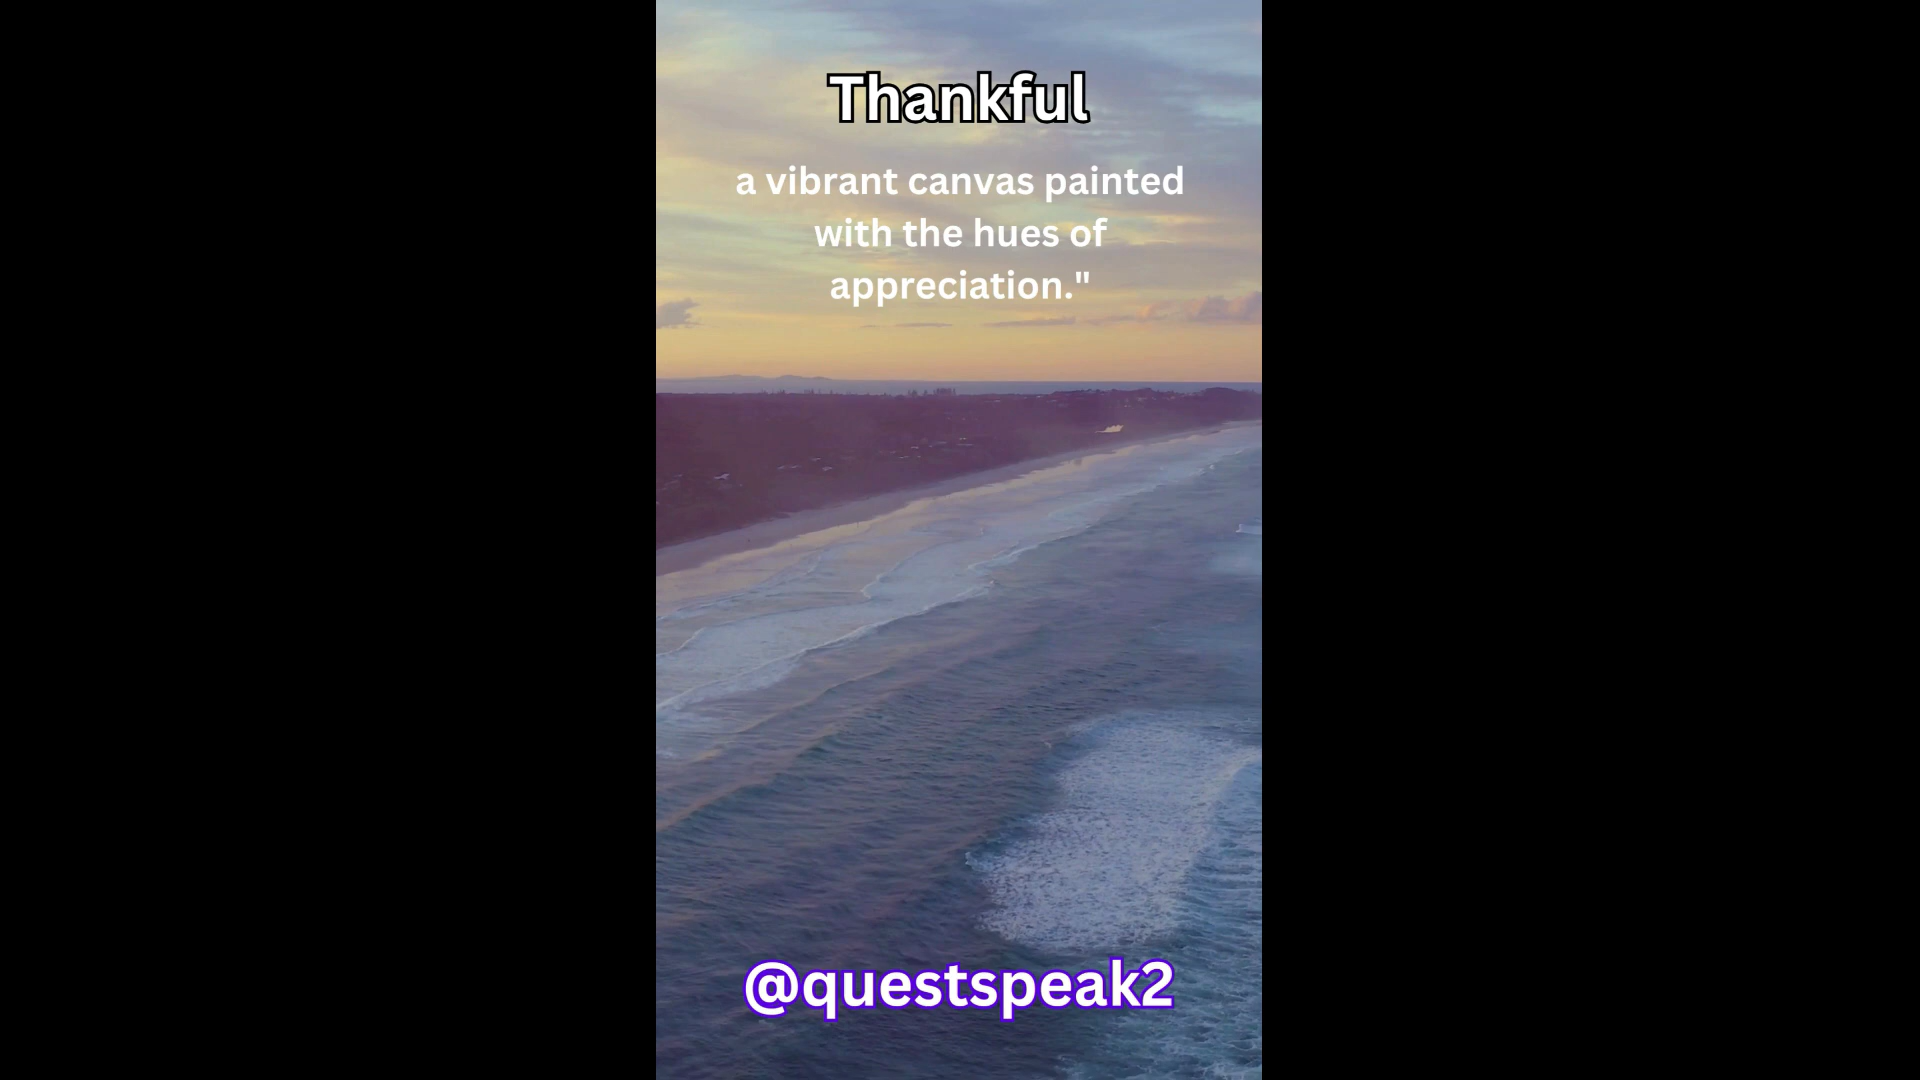 Thankful
a vibrant canvas painted
with the hues of
appreciation."
@questspeak2